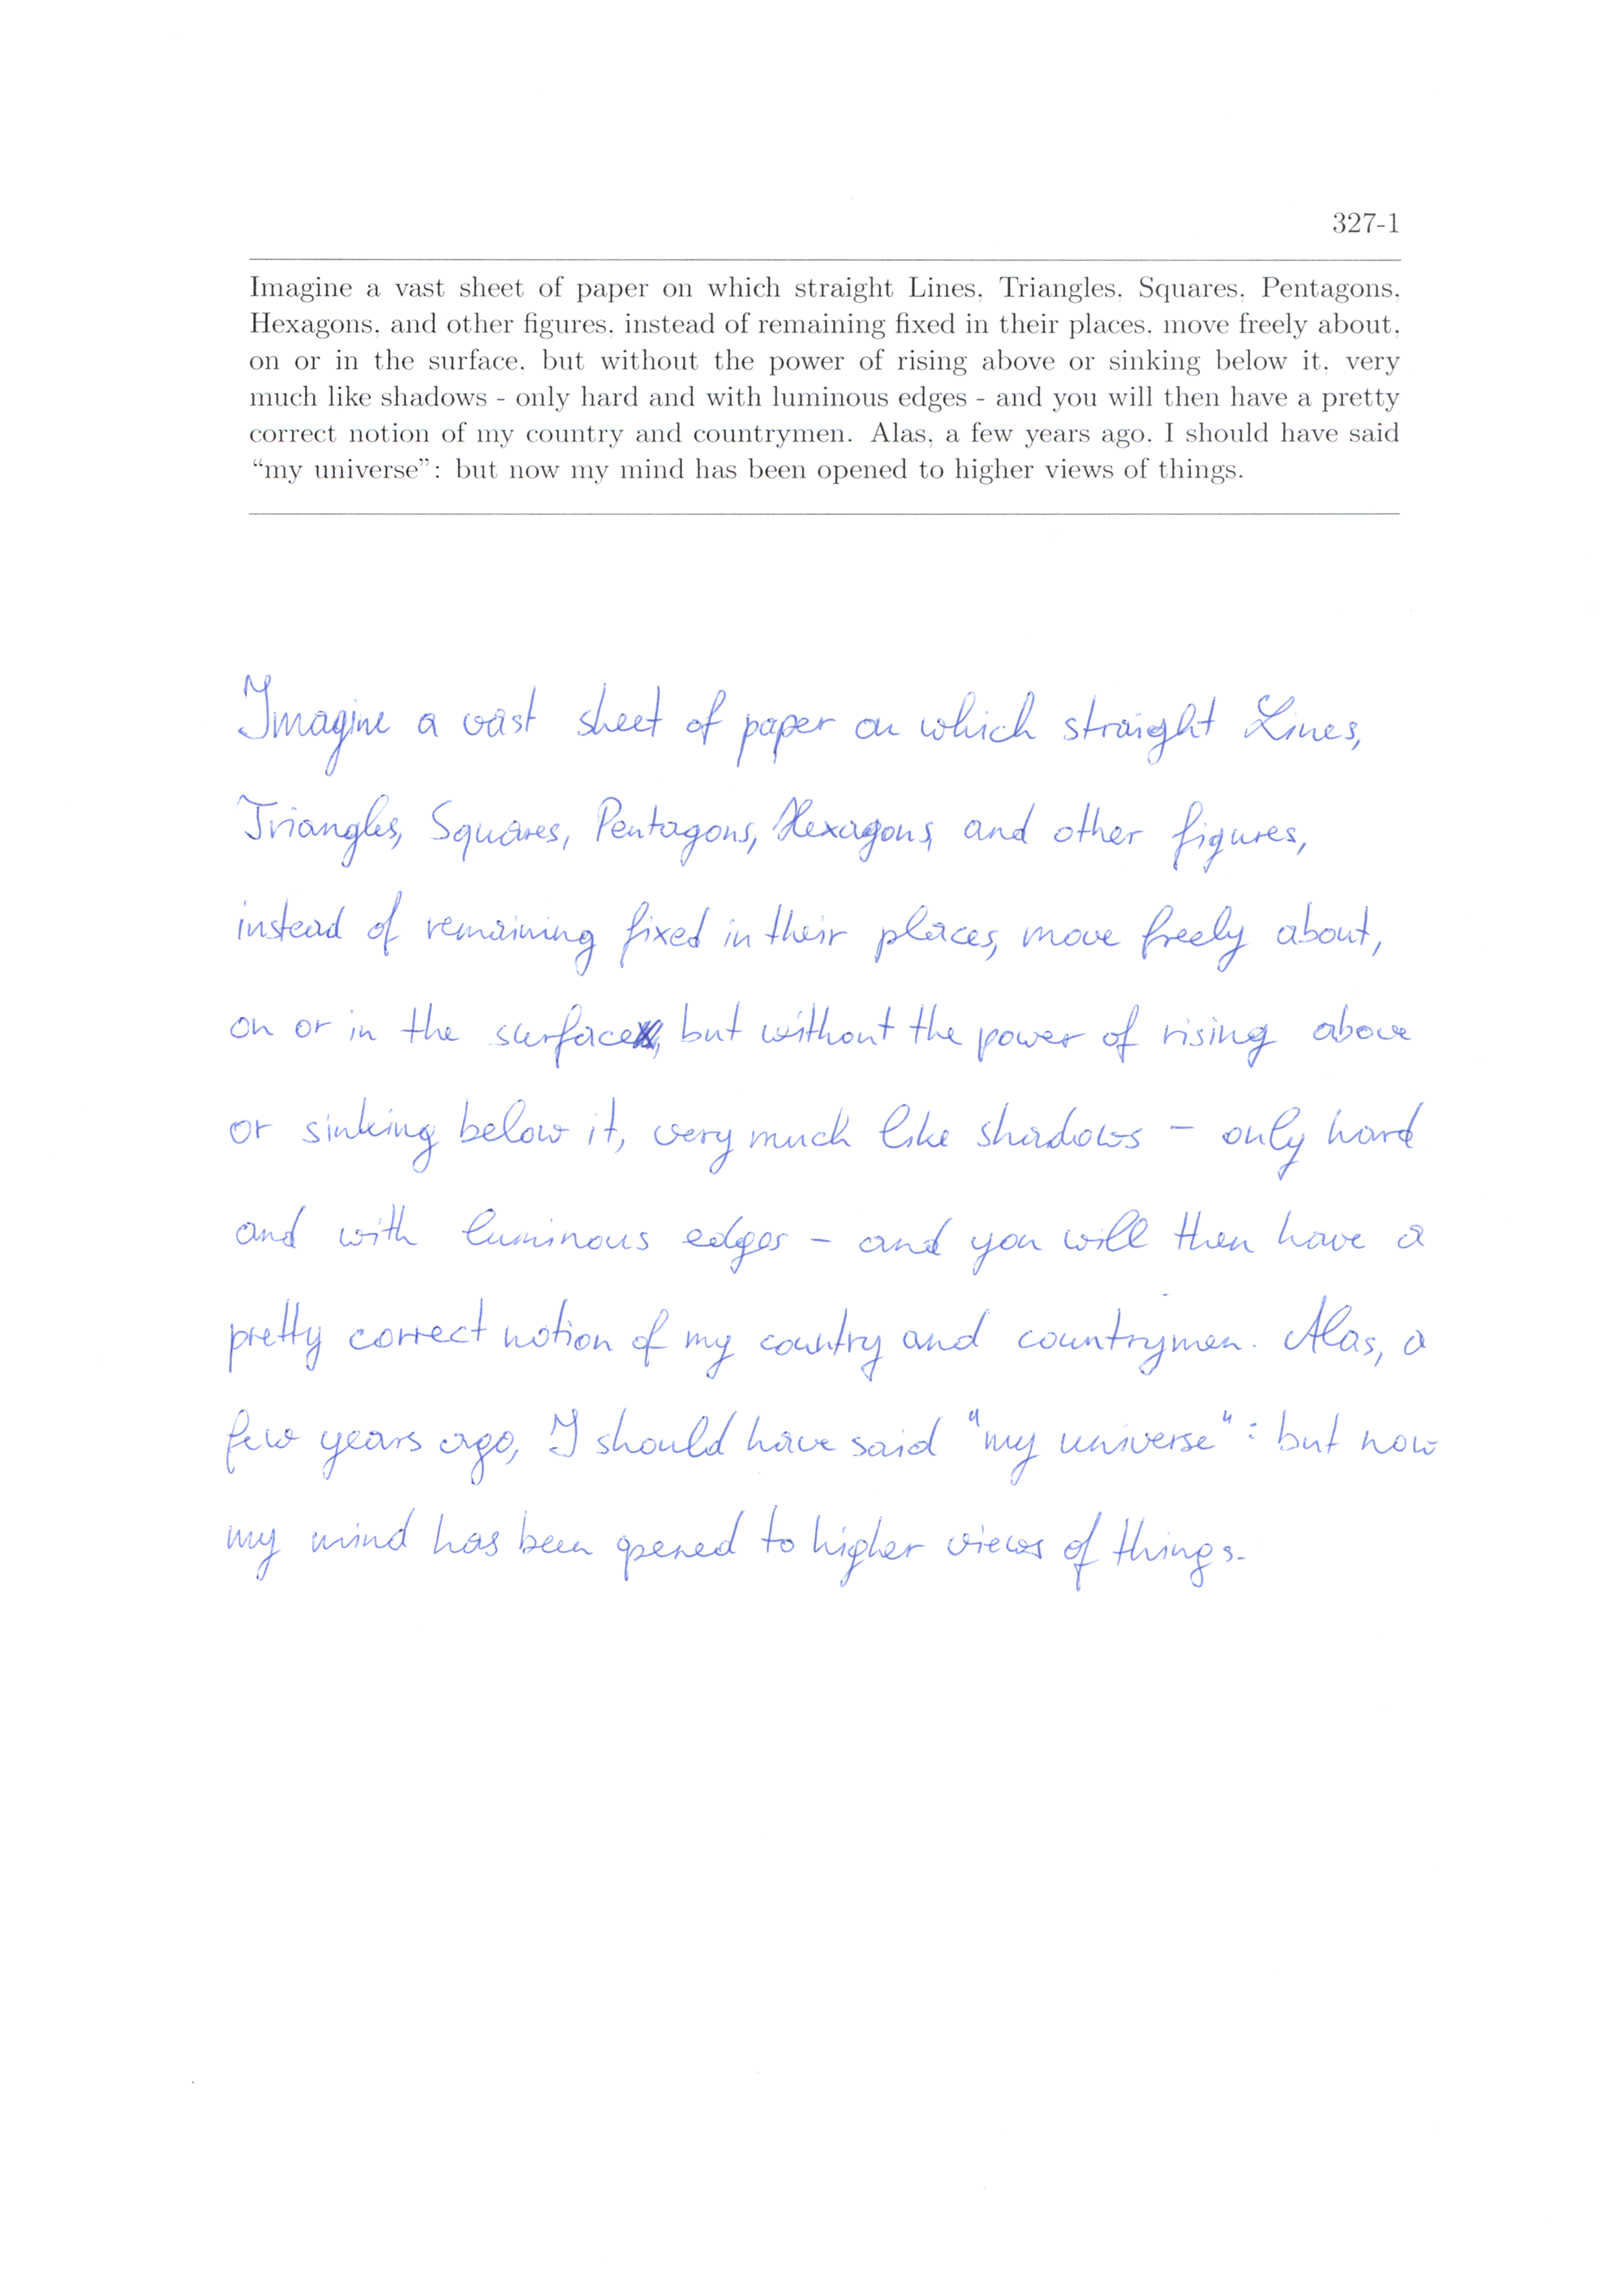 327-1
Imagine a vast sheet of paper on which straight Lines, Triangles, Squares, Pentagons,
Hexagons, and other figures, instead of remaining fixed in their places, move freely about,
on or in the surface, but without the power of rising above or sinking below it, very
much like shadows - only hard and with luminous edges - and you will then have a pretty
correct notion of my country and countrymen. Alas, a few years ago, I should have said
“my universe”: but now my mind has been opened to higher views of things.
Imagine a vast sheet of paper on which straight Lines,
Triangles, Squares, Pentagons, Hexagons, and other figures,
instead of remaining fixed in their places, move freely about,
on or in the surface, but without the power of rising above
or sinking below it, very much like shadows - only hard
and with luminous edges - and you will then have a
pretty correct notion of my country and countrymen. Alas, a
few years ago, I should have said "my universe": but now
my mind has been opened to higher views of things.